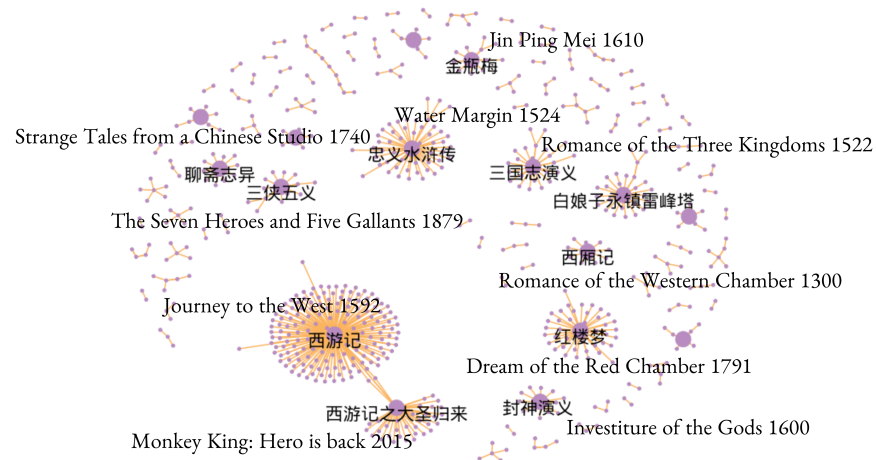 Jin Ping Mei 1610
金瓶梅
Water Margin 1524
忠义水浒传
Strange Tales from a Chinese Studio 1740
聊斋志异
Romance of the Three Kingdoms 1522
三国志演义
三侠五义
白娘子永镇雷峰塔
The Seven Heroes and Five Gallants 1879
西厢记
Romance of the Western Chamber 1300
Journey to the West 1592
西游记
红楼梦
Dream of the Red Chamber 1791
西游记之大圣归来
封神演义
Investiture of the Gods 1600
Monkey King: Hero is back 2015